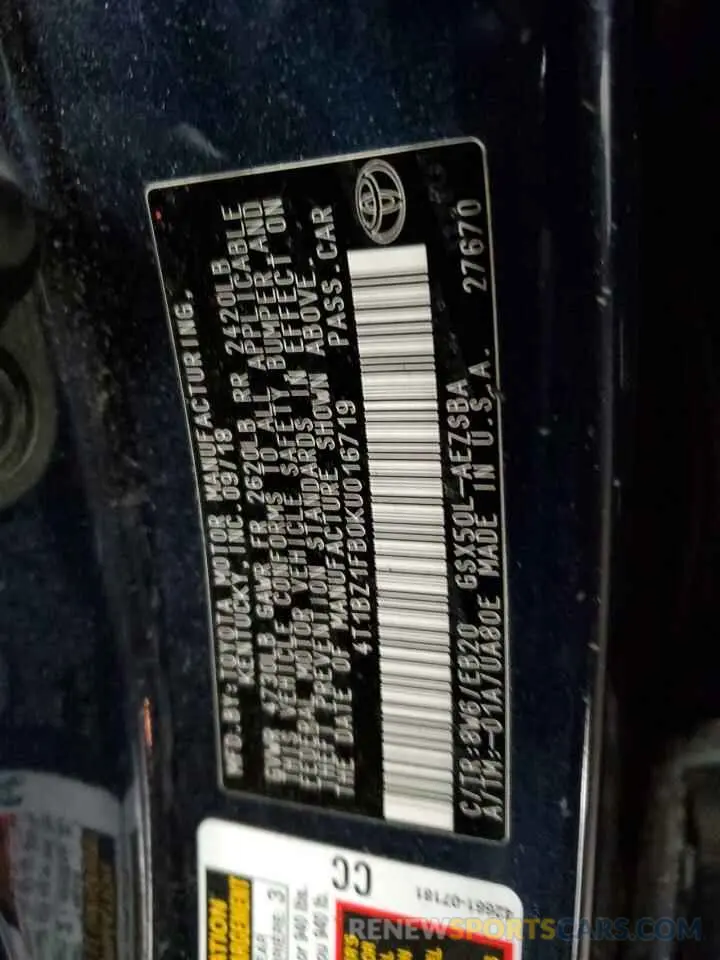 MFD. BY: TOYOTA MOTOR MANUFACTURING,
KENTUCKY, INC. 09/18
GVWR 4730LB GAWR FR 2620LB RR 2420LB
THIS VEHICLE CONFORMS TO ALL APPLICABLE
FEDERAL MOTOR VEHICLE SAFETY, BUMPER, AND
THEFT PREVENTION STANDARDS IN EFFECT ON
THE DATE OF MANUFACTURE SHOWN ABOVE.
4T1BZ1FB0KU016719 PASS. CAR
C/TR: 8W6/EB20 GSX50L-AEZSBA
A/TM: -01A/UA80E MADE IN U.S.A. 27670
CC
42661-07181
3
RENEWSPORTSCARS.COM